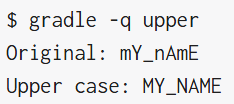 $ gradle -q upper
Original: mY_nAmE
Upper case: MY_NAME